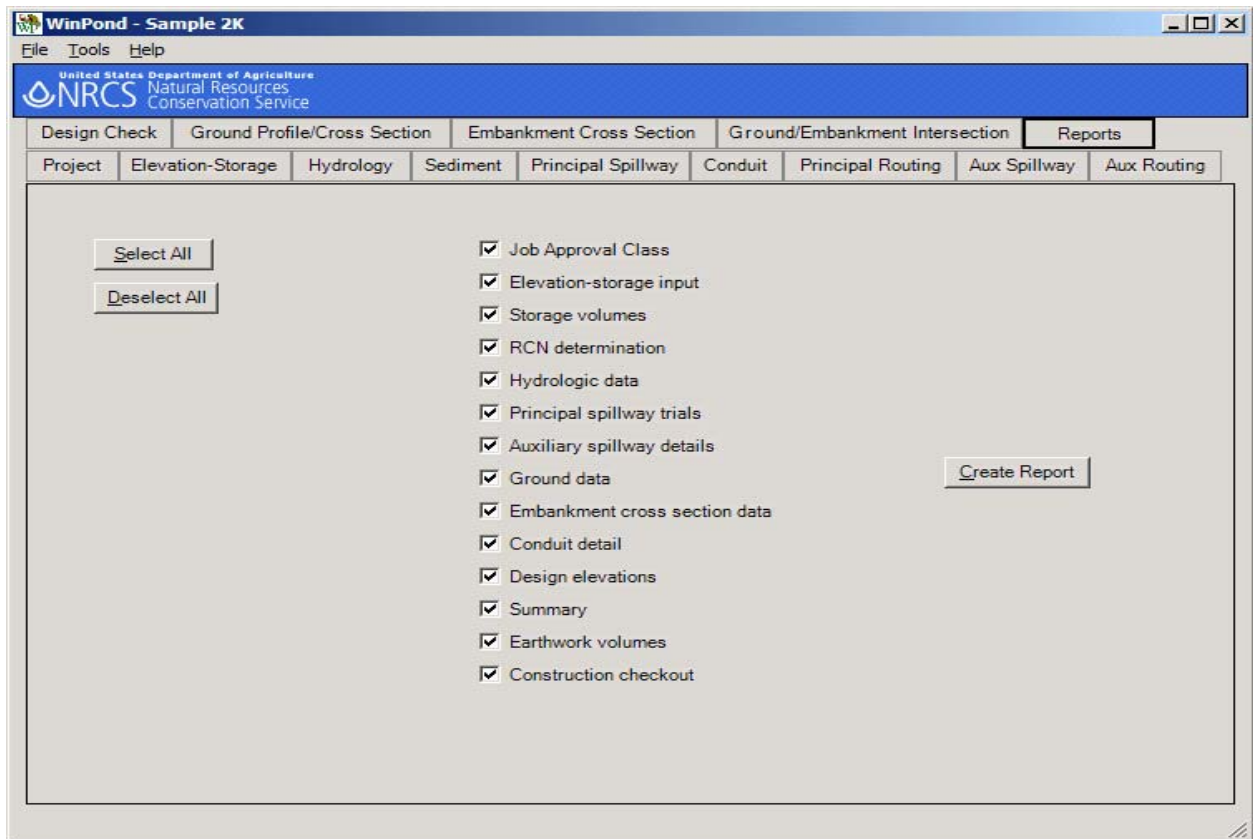 WinPond - Sample 2K
File Tools Help
United States Department of Agriculture
NRCS Natural Resources
Conservation Service
Design Check Ground Profile/Cross Section Embankment Cross Section Ground/Embankment Intersection Reports
Project Elevation-Storage Hydrology Sediment Principal Spillway Conduit Principal Routing Aux Spillway Aux Routing
Select All
Deselect All
Job Approval Class
Elevation-storage input
Storage volumes
RCN determination
Hydrologic data
Principal spillway trials
Auxiliary spillway details
Ground data
Embankment cross section data
Conduit detail
Design elevations
Summary
Earthwork volumes
Construction checkout
Create Report